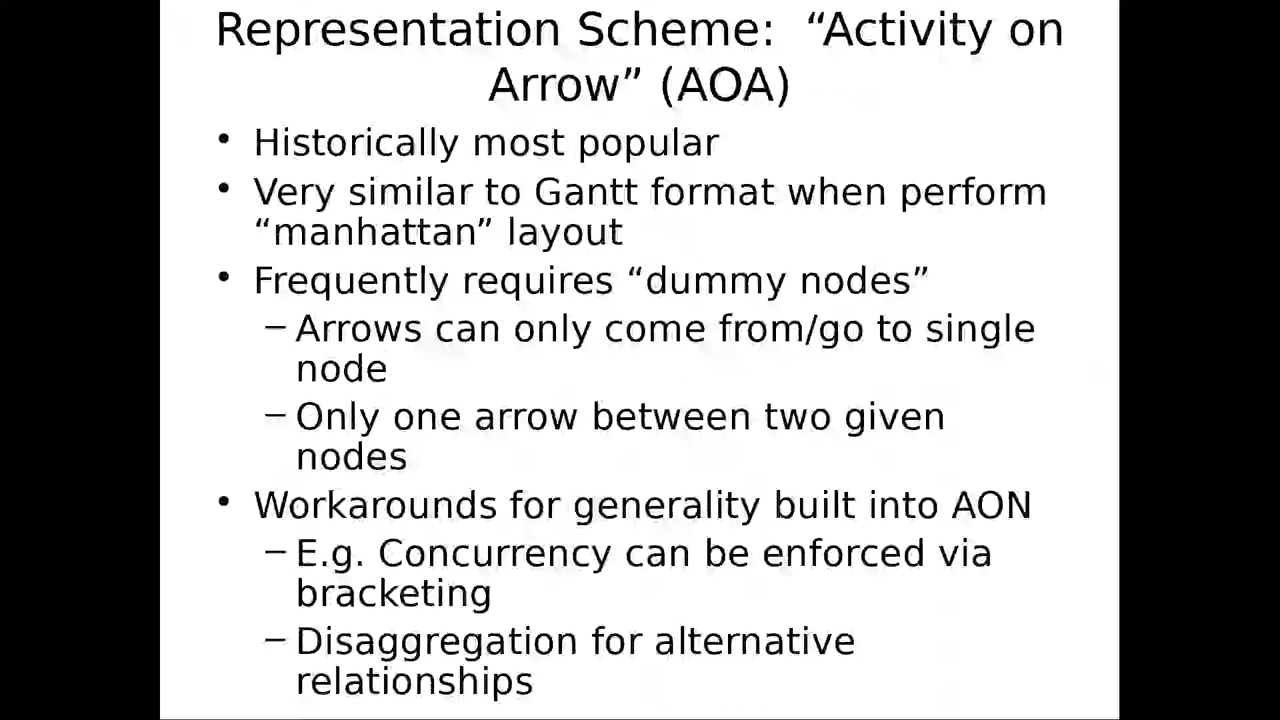 Representation Scheme:  “Activity on
Arrow” (AOA)
• Historically most popular
• Very similar to Gantt format when perform
“manhattan” layout
• Frequently requires “dummy nodes”
– Arrows can only come from/go to single
node
– Only one arrow between two given
nodes
• Workarounds for generality built into AON
– E.g. Concurrency can be enforced via
bracketing
– Disaggregation for alternative
relationships